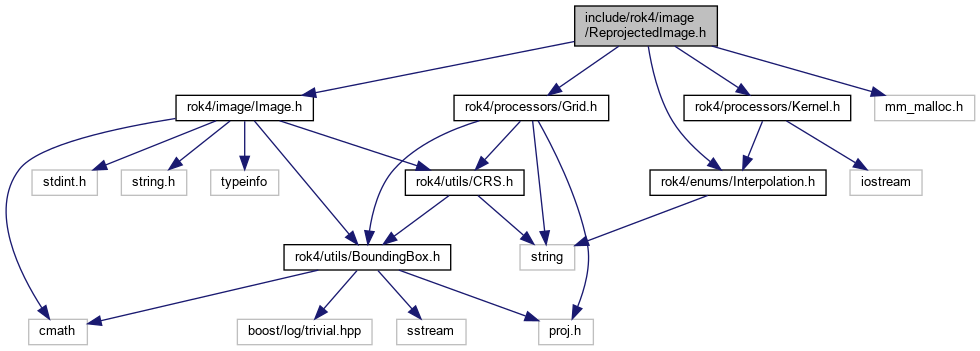 include/rok4/image
/ReprojectedImage.h
rok4/image/Image.h
rok4/processors/Grid.h
rok4/processors/Kernel.h
mm_malloc.h
stdint.h
string.h
typeinfo
rok4/utils/CRS.h
rok4/enums/Interpolation.h
iostream
rok4/utils/BoundingBox.h
string
cmath
boost/log/trivial.hpp
sstream
proj.h